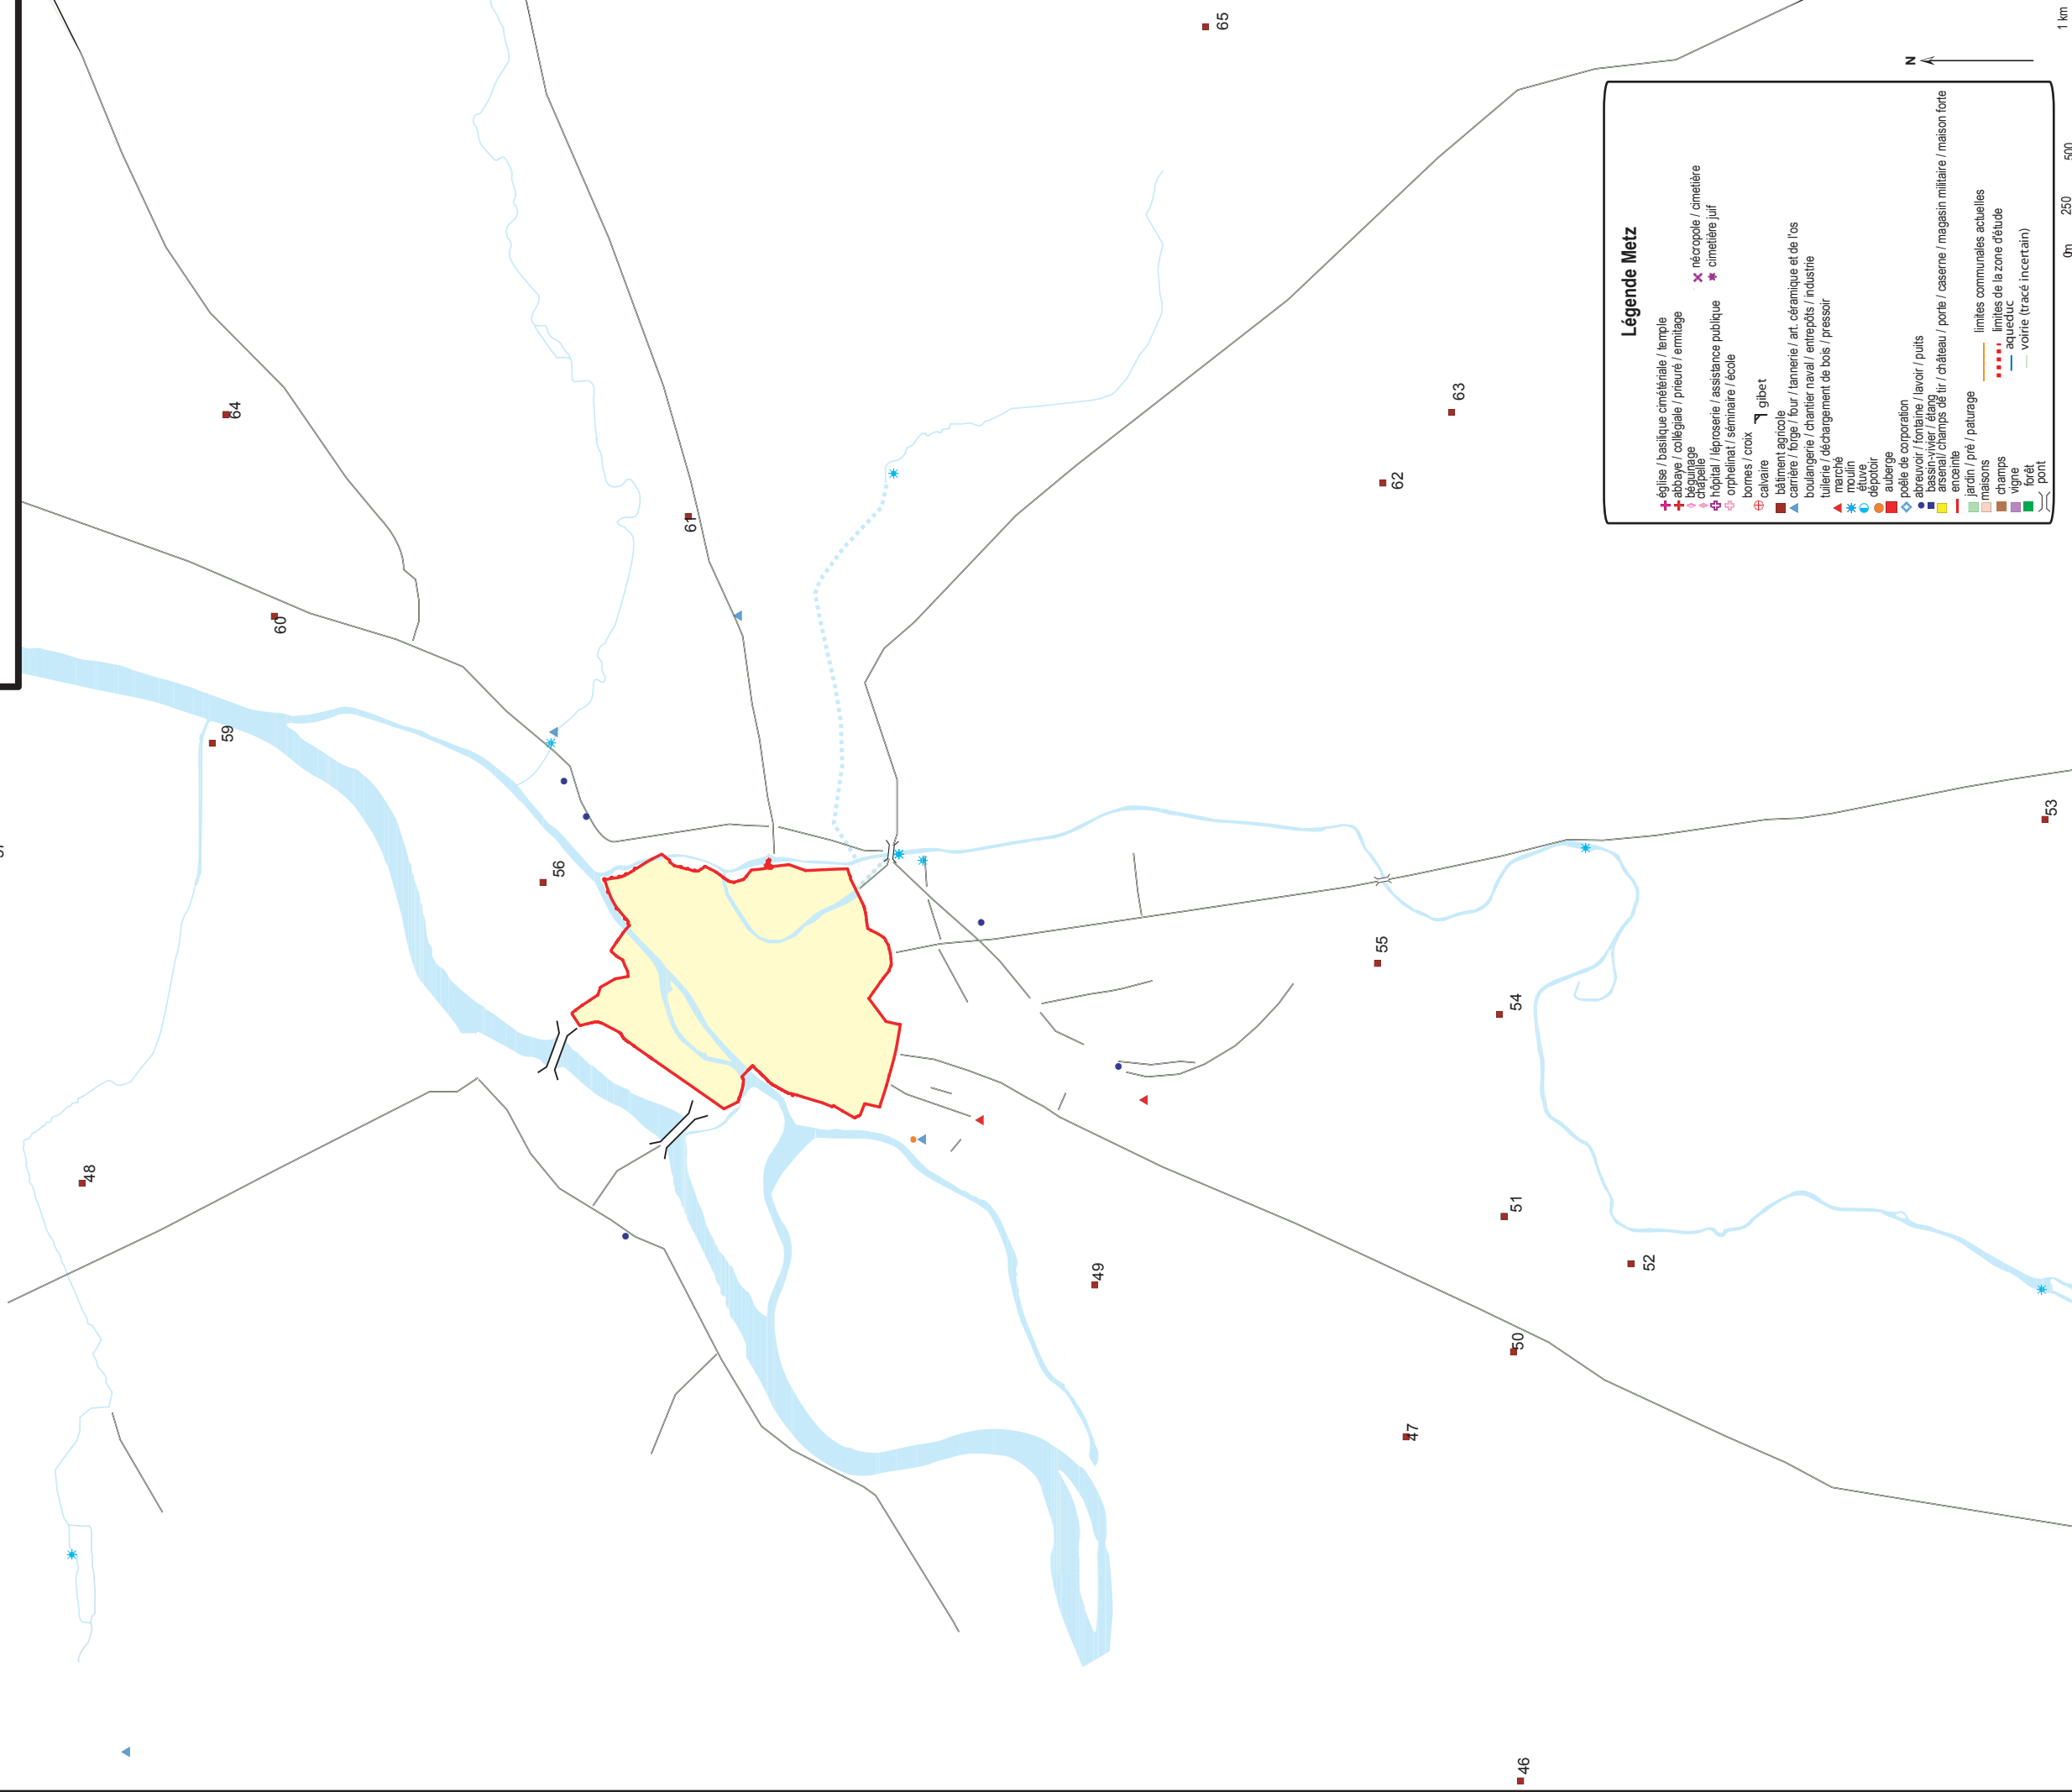 57
65
64
61
60
59
56
63
62
48
55
54
53
51
49
52
50
47
46
Légende Metz
église / basilique cimétériale / temple
abbaye / collégiale / prieuré / ermitage
béguinage
chapelle
hôpital / léproserie / assistance publique
orphelinat / séminaire / école
nécropole / cimetière
cimetière juif
bornes / croix
calvaire
gibet
bâtiment agricole
carrière / forge / four / tannerie / art. céramique et de l'os
boulangerie / chantier naval / entrepôts / industrie
tuilerie / déchargement de bois / pressoir
marché
moulin
étuve
dépotoir
auberge
poêle de corporation
abreuvoir / fontaine / lavoir / puits
bassin-vivier / étang
arsenal/ champs de tir / château / porte / caserne / magasin militaire / maison forte
enceinte
jardin / pré / paturage
maisons
champs
vigne
forêt
pont
limites communales actuelles
limites de la zone d'étude
aqueduc
voirie (tracé incertain)
N
0m 250 500 1 km